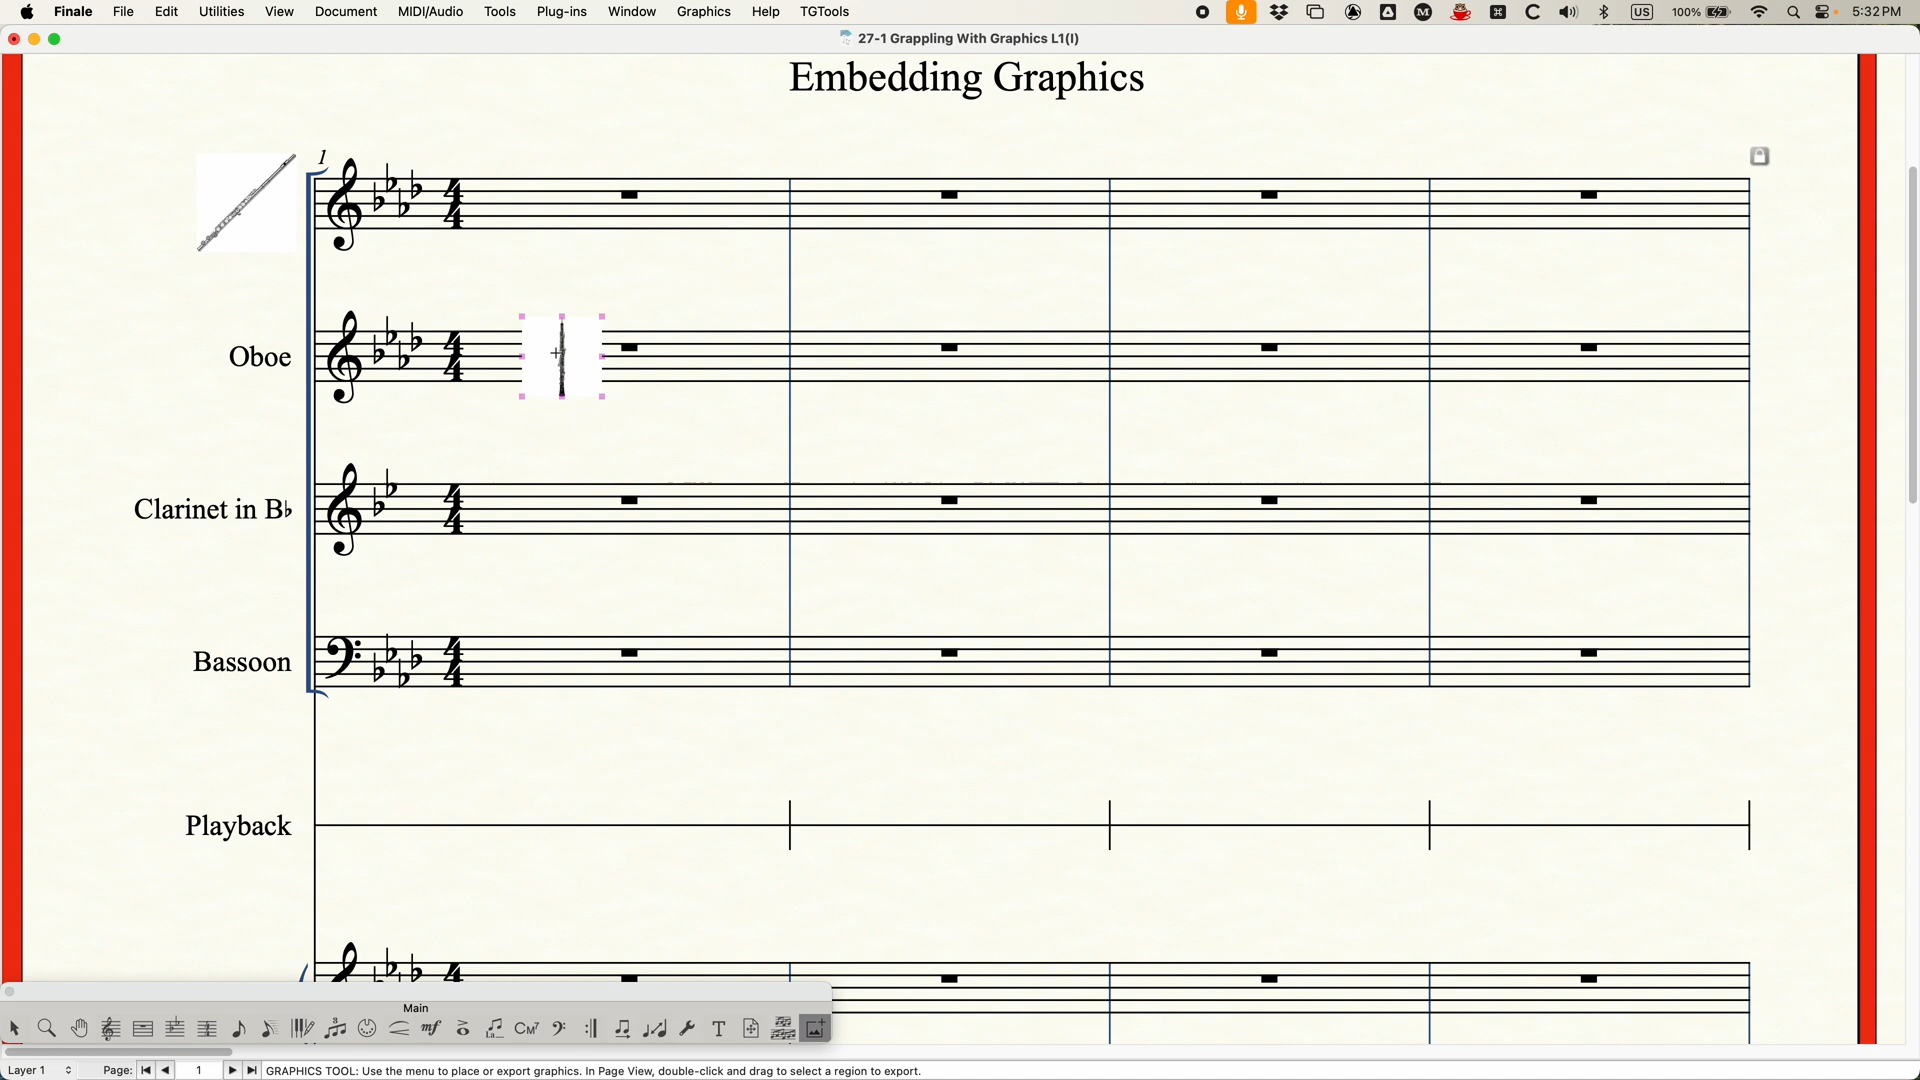 Finale File Edit Utilities View Document MIDI/Audio Tools Plug-ins Window Graphics Help TGTools US 100% 5:32 PM
27-1 Grappling With Graphics L1(I)
Embedding Graphics
1
Oboe
Clarinet in B♭
Bassoon
Playback
Main
mf CM7
Layer 1 Page: 1 GRAPHICS TOOL: Use the menu to place or export graphics. In Page View, double-click and drag to select a region to export.